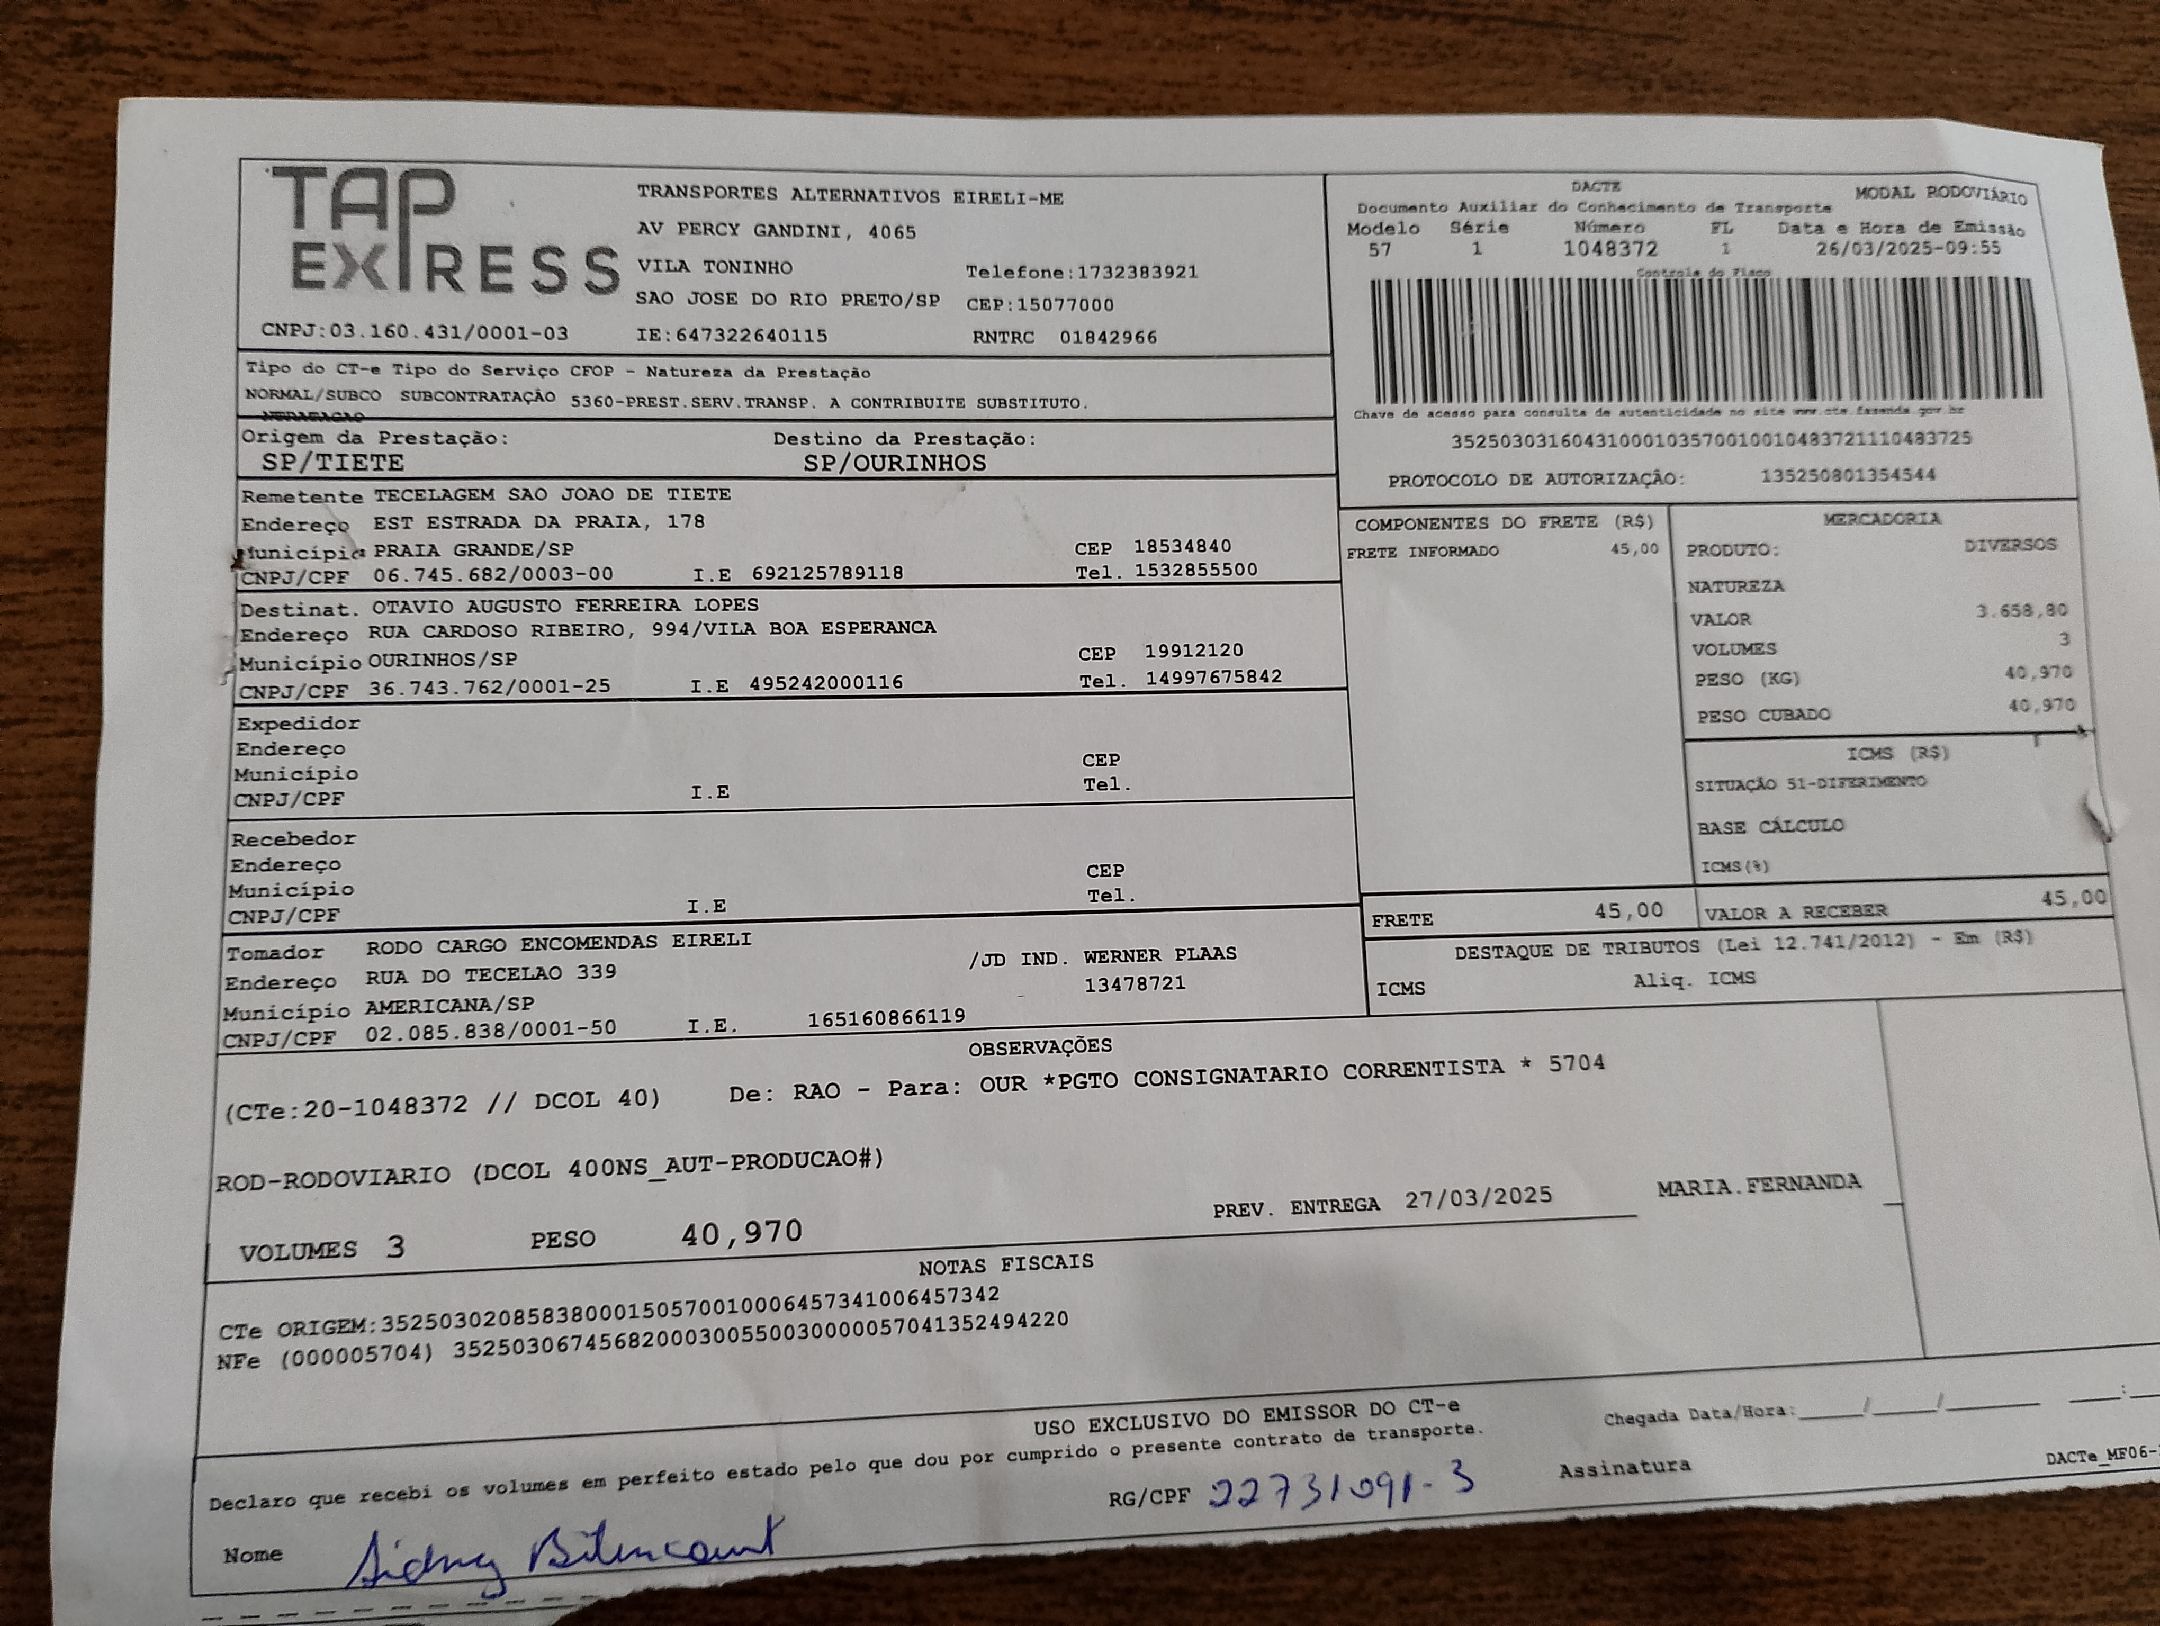 TAP
EXPRESS
TRANSPORTES ALTERNATIVOS EIRELI-ME
AV PERCY GANDINI, 4065
VILA TONINHO Telefone:1732383921
SAO JOSE DO RIO PRETO/SP CEP:15077000
CNPJ:03.160.431/0001-03 IE:647322640115 RNTRC 01842966
DACTE MODAL RODOVIÁRIO
Documento Auxiliar do Conhecimento de Transporte
Modelo Série Número FL Data e Hora de Emissão
57 1 1048372 1 26/03/2025-09:55
Controle do Fisco
Chave de acesso para consulta de autenticidade no site www.cte.fazenda.gov.br
35250303160431000103570010010483721110483725
PROTOCOLO DE AUTORIZAÇÃO: 135250801354544
Tipo do CT-e Tipo do Serviço CFOP - Natureza da Prestação
NORMAL/SUBCO SUBCONTRATAÇÃO 5360-PREST.SERV.TRANSP. A CONTRIBUITE SUBSTITUTO.
Origem da Prestação: Destino da Prestação:
SP/TIETE SP/OURINHOS
Remetente TECELAGEM SAO JOAO DE TIETE
Endereço EST ESTRADA DA PRAIA, 178
Município PRAIA GRANDE/SP CEP 18534840
CNPJ/CPF 06.745.682/0003-00 I.E 692125789118 Tel. 1532855500
Destinat. OTAVIO AUGUSTO FERREIRA LOPES
Endereço RUA CARDOSO RIBEIRO, 994/VILA BOA ESPERANCA
Município OURINHOS/SP CEP 19912120
CNPJ/CPF 36.743.762/0001-25 I.E 495242000116 Tel. 14997675842
Expedidor
Endereço
Município CEP
CNPJ/CPF I.E Tel.
Recebedor
Endereço
Município CEP
CNPJ/CPF I.E Tel.
Tomador RODO CARGO ENCOMENDAS EIRELI
Endereço RUA DO TECELAO 339 /JD IND. WERNER PLAAS
Município AMERICANA/SP 13478721
CNPJ/CPF 02.085.838/0001-50 I.E. 165160866119
COMPONENTES DO FRETE (R$)
FRETE INFORMADO 45,00
MERCADORIA
PRODUTO: DIVERSOS
NATUREZA
VALOR 3.658,80
VOLUMES 3
PESO (KG) 40,970
PESO CUBADO 40,970
ICMS (R$)
SITUAÇÃO 51-DIFERIMENTO
BASE CÁLCULO
ICMS(%)
FRETE 45,00 VALOR A RECEBER 45,00
DESTAQUE DE TRIBUTOS (Lei 12.741/2012) - Em (R$)
ICMS Aliq. ICMS
OBSERVAÇÕES
(CTe:20-1048372 // DCOL 40) De: RAO - Para: OUR *PGTO CONSIGNATARIO CORRENTISTA * 5704
ROD-RODOVIARIO (DCOL 400NS_AUT-PRODUCAO#)
VOLUMES 3 PESO 40,970 PREV. ENTREGA 27/03/2025 MARIA.FERNANDA
NOTAS FISCAIS
CTe ORIGEM:35250302085838000150570010006457341006457342
NFe (000005704) 35250306745682000300550030000057041352494220
USO EXCLUSIVO DO EMISSOR DO CT-e
Chegada Data/Hora:____/____/______ __:__
Declaro que recebi os volumes em perfeito estado pelo que dou por cumprido o presente contrato de transporte.
Nome Sidney Bitencourt RG/CPF 22731091-3 Assinatura
DACTe_MF06-